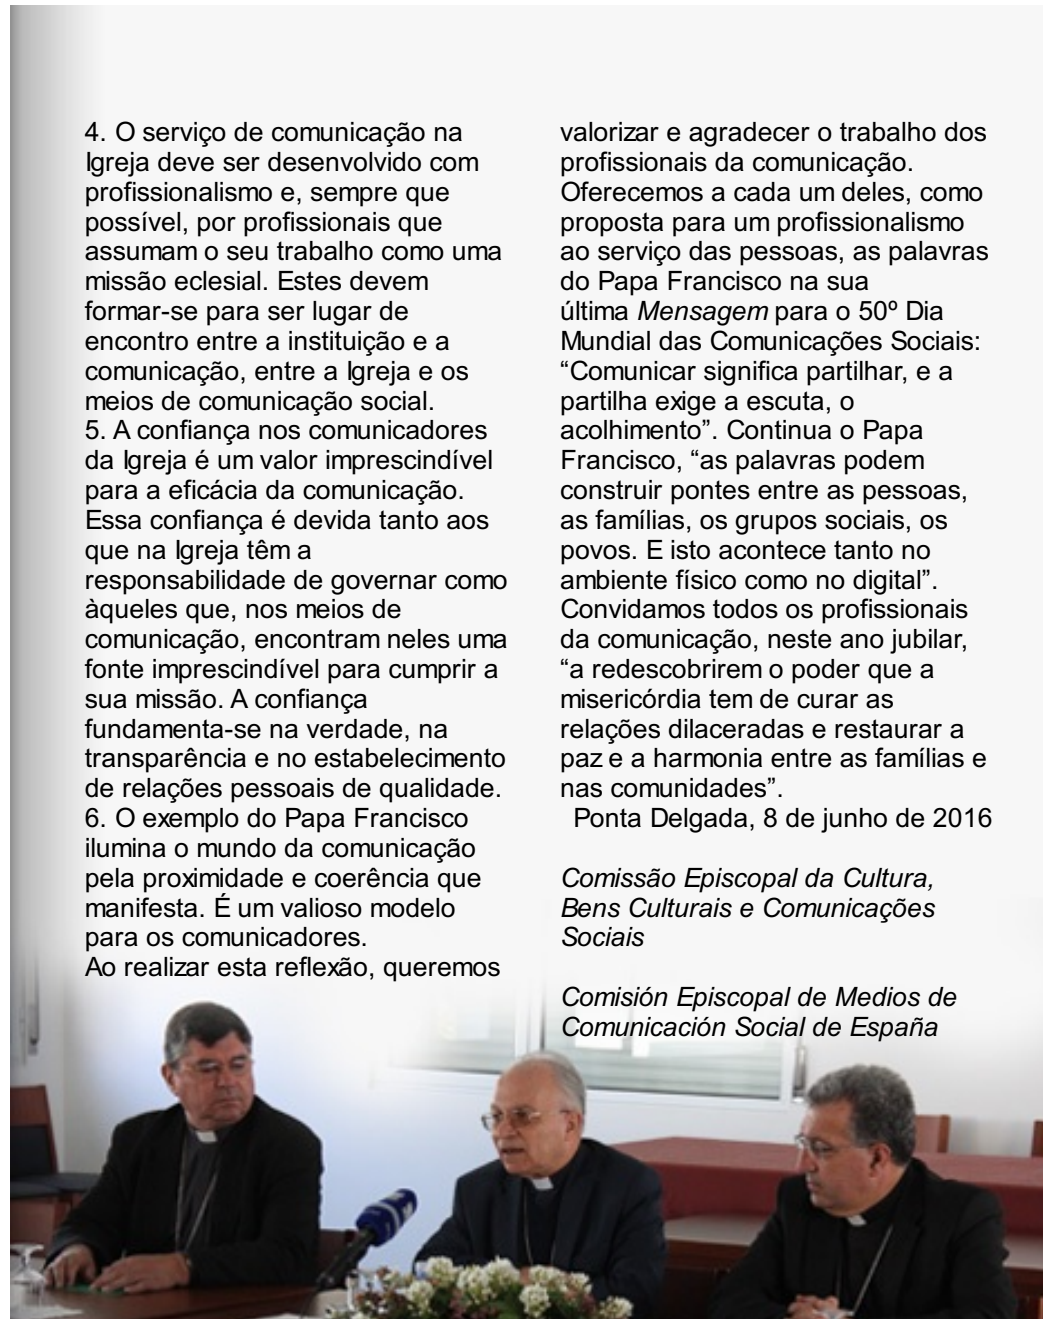 4. O serviço de comunicação na
Igreja deve ser desenvolvido com
profissionalismo e, sempre que
possível, por profissionais que
assumam o seu trabalho como uma
missão eclesial. Estes devem
formar-se para ser lugar de
encontro entre a instituição e a
comunicação, entre a Igreja e os
meios de comunicação social.
5. A confiança nos comunicadores
da Igreja é um valor imprescindível
para a eficácia da comunicação.
Essa confiança é devida tanto aos
que na Igreja têm a
responsabilidade de governar como
àqueles que, nos meios de
comunicação, encontram neles uma
fonte imprescindível para cumprir a
sua missão. A confiança
fundamenta-se na verdade, na
transparência e no estabelecimento
de relações pessoais de qualidade.
6. O exemplo do Papa Francisco
ilumina o mundo da comunicação
pela proximidade e coerência que
manifesta. É um valioso modelo
para os comunicadores.
Ao realizar esta reflexão, queremos
valorizar e agradecer o trabalho dos
profissionais da comunicação.
Oferecemos a cada um deles, como
proposta para um profissionalismo
ao serviço das pessoas, as palavras
do Papa Francisco na sua
última Mensagem para o 50º Dia
Mundial das Comunicações Sociais:
“Comunicar significa partilhar, e a
partilha exige a escuta, o
acolhimento”. Continua o Papa
Francisco, “as palavras podem
construir pontes entre as pessoas,
as famílias, os grupos sociais, os
povos. E isto acontece tanto no
ambiente físico como no digital”.
Convidamos todos os profissionais
da comunicação, neste ano jubilar,
“a redescobrirem o poder que a
misericórdia tem de curar as
relações dilaceradas e restaurar a
paz e a harmonia entre as famílias e
nas comunidades”.
Ponta Delgada, 8 de junho de 2016
Comissão Episcopal da Cultura,
Bens Culturais e Comunicações
Sociais
Comisión Episcopal de Medios de
Comunicación Social de España